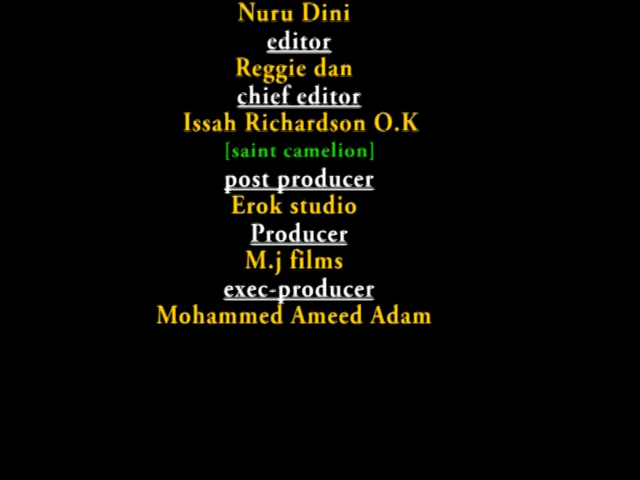 Nuru Dini
editor
Reggie dan
chief editor
Issah Richardson O.K
[saint camelion]
post producer
Erok studio
Producer
M.j films
exec-producer
Mohammed Ameed Adam